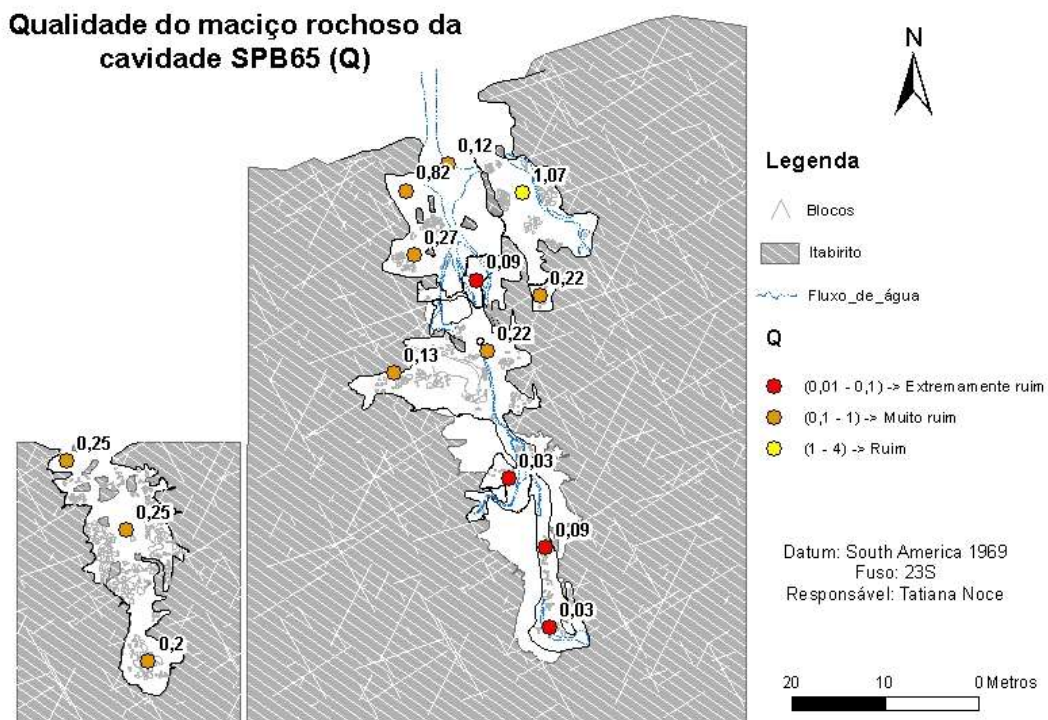 Qualidade do maciço rochoso da
cavidade SPB65 (Q)
N
0,12
0,82
1,07
0,27
0,09
0,22
0,22
0,13
0,03
0,09
0,03
0,25
0,25
0,2
Legenda
Blocos
Itabirito
Fluxo_de_água
Q
(0,01 - 0,1) -> Extremamente ruim
(0,1 - 1) -> Muito ruim
(1 - 4) -> Ruim
Datum: South America 1969
Fuso: 23S
Responsável: Tatiana Noce
20 10 0 Metros